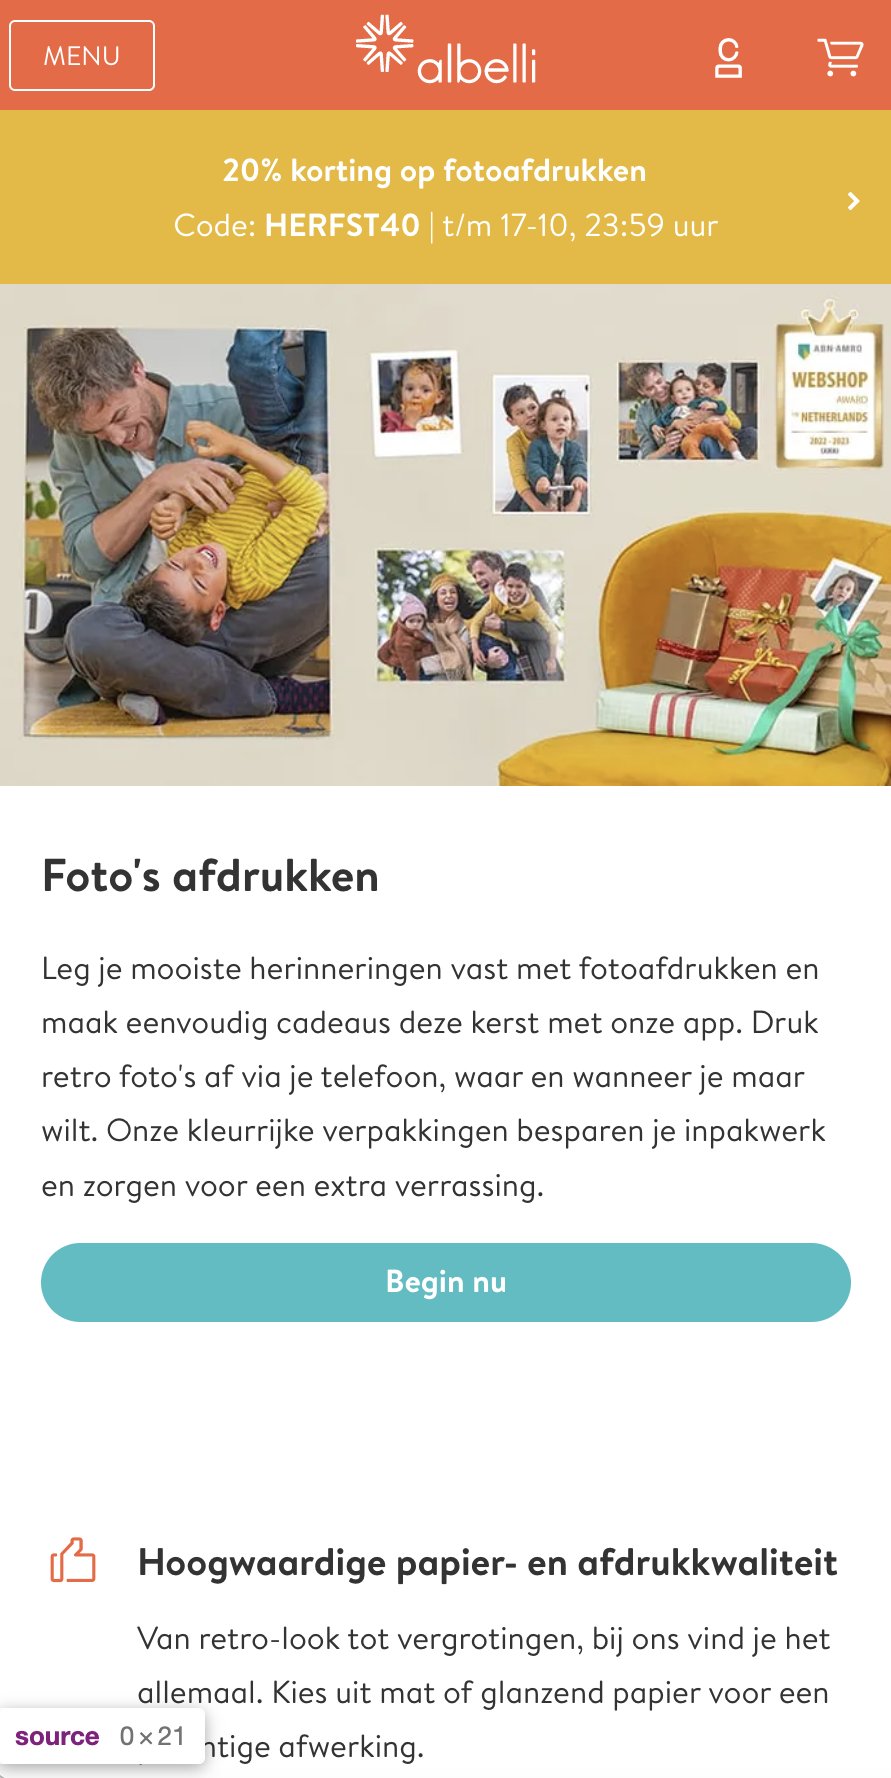 MENU
albelli
20% korting op fotoafdrukken
Code: HERFST40 | t/m 17-10, 23:59 uur
ABN·AMRO
WEBSHOP
AWARD
THE NETHERLANDS
2022 - 2023
1
Foto's afdrukken
Leg je mooiste herinneringen vast met fotoafdrukken en
maak eenvoudig cadeaus deze kerst met onze app. Druk
retro foto's af via je telefoon, waar en wanneer je maar
wilt. Onze kleurrijke verpakkingen besparen je inpakwerk
en zorgen voor een extra verrassing.
Begin nu
Hoogwaardige papier- en afdrukkwaliteit
Van retro-look tot vergrotingen, bij ons vind je het
allemaal. Kies uit mat of glanzend papier voor een
ntige afwerking.
source 0×21